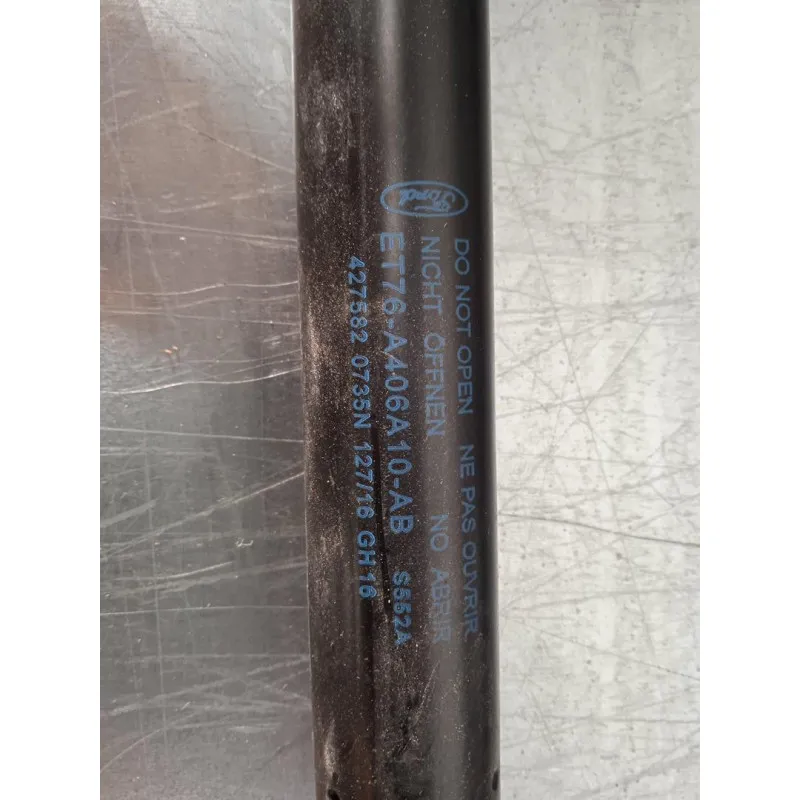 DO NOT OPEN NE PAS OUVRIR
NICHT ÖFFNEN NO ABRIR
Ford
ET76-A406A10-AB S552A
427582 0735N 127/16 GH16